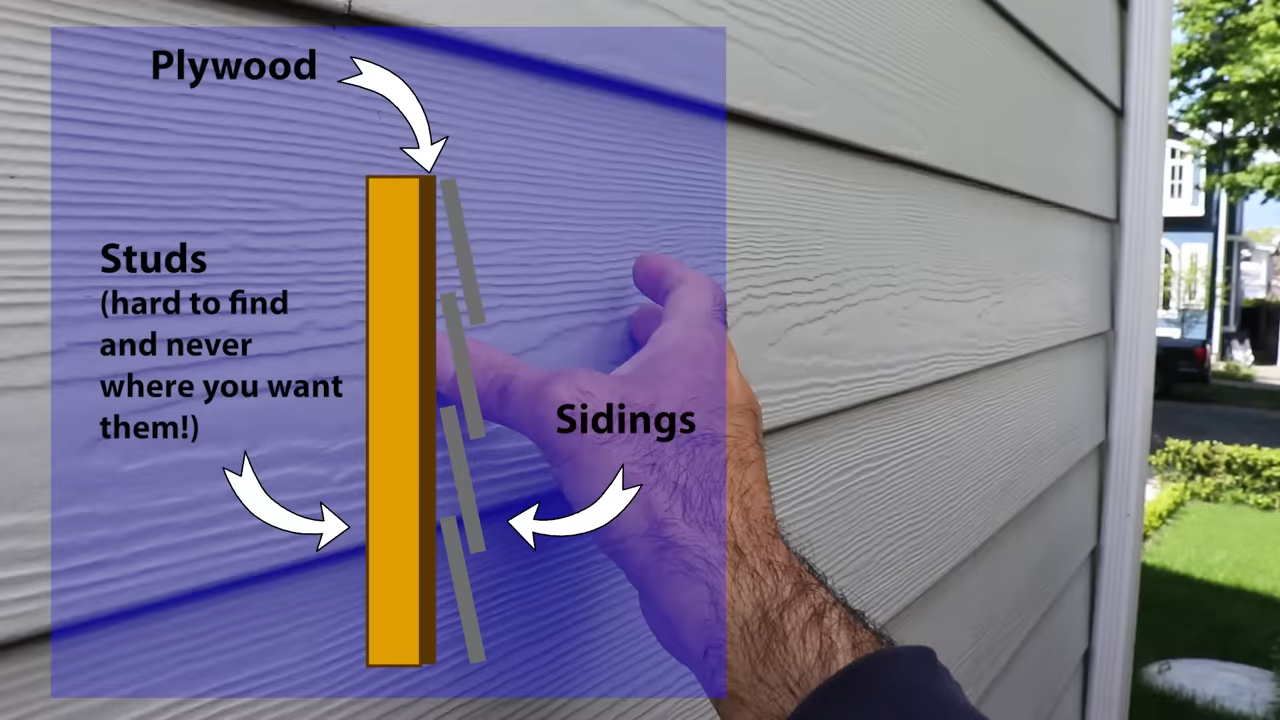 Plywood
Studs
(hard to find
and never
where you want
them!)
Sidings